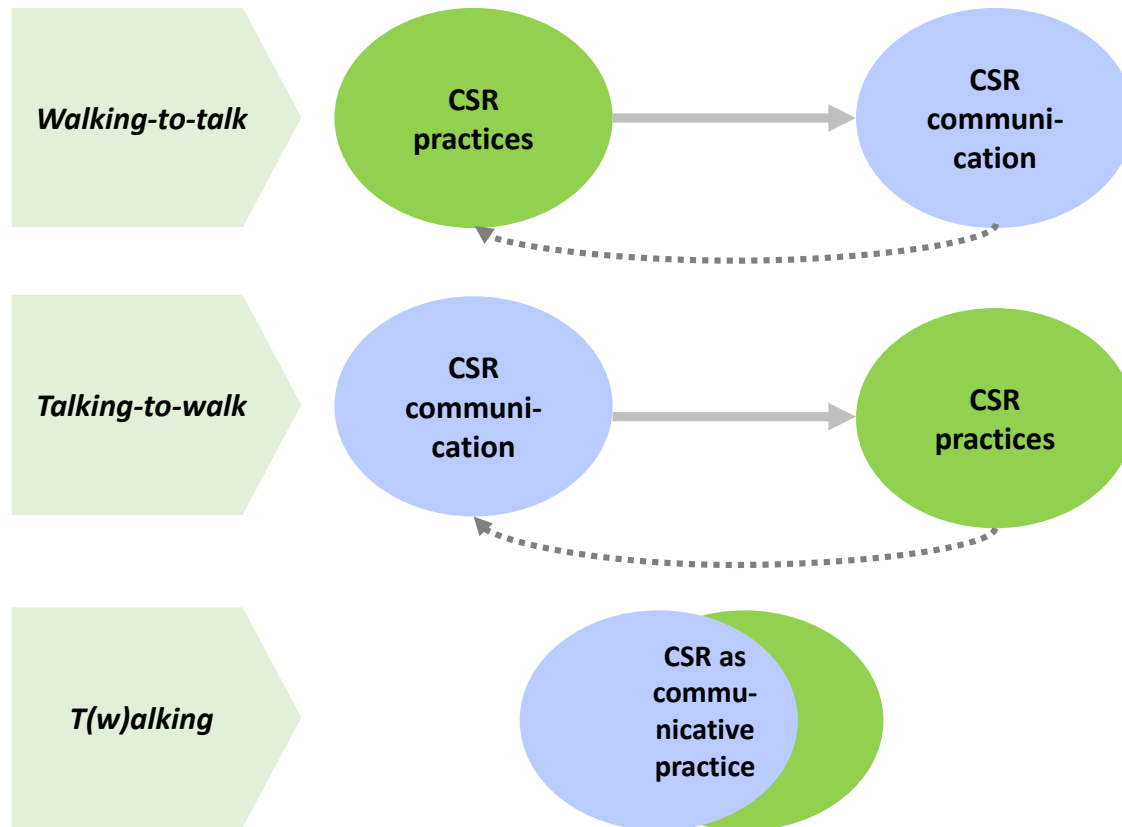 Walking-to-talk
CSR
practices
CSR
communi-
cation
Talking-to-walk
CSR
communi-
cation
CSR
practices
T(w)alking
CSR as
commu-
nicative
practice